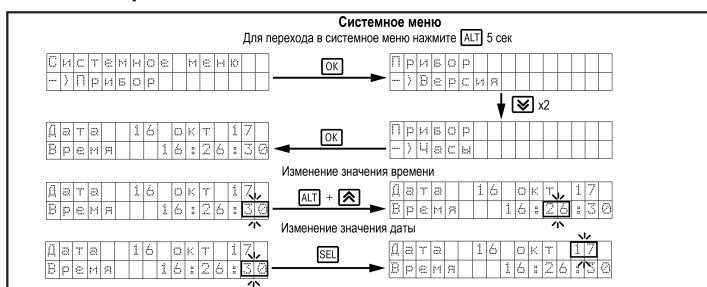 Системное меню
Для перехода в системное меню нажмите ALT 5 сек
Системное меню
->Прибор
OK
Прибор
->Версия
x2
Дата 16 окт 17
Время 16:26:30
OK
Прибор
->Часы
Изменение значения времени
Дата 16 окт 17
Время 16:26:30
ALT +
Дата 16 окт 17
Время 16:26:30
Изменение значения даты
Дата 16 окт 17
Время 16:26:30
SEL
Дата 16 окт 17
Время 16:26:30